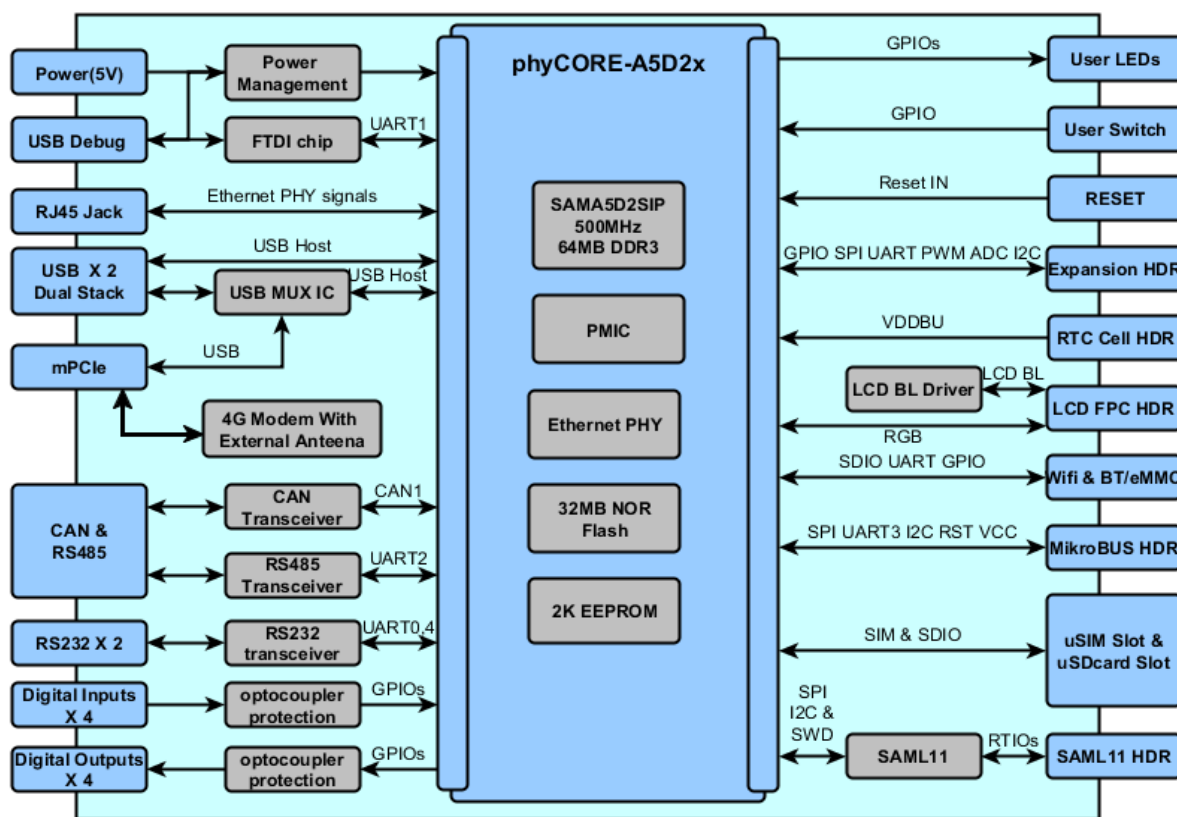 Power(5V)
Power
Management
USB Debug
FTDI chip
UART1
RJ45 Jack
Ethernet PHY signals
USB X 2
Dual Stack
USB Host
USB MUX IC
USB Host
mPCIe
USB
4G Modem With
External Anteena
CAN &
RS485
CAN
Transceiver
CAN1
RS485
Transceiver
UART2
RS232 X 2
RS232
transceiver
UART0,4
Digital Inputs
X 4
optocoupler
protection
GPIOs
Digital Outputs
X 4
optocoupler
protection
GPIOs
phyCORE-A5D2x
SAMA5D2SIP
500MHz
64MB DDR3
PMIC
Ethernet PHY
32MB NOR
Flash
2K EEPROM
GPIOs
User LEDs
GPIO
User Switch
Reset IN
RESET
GPIO SPI UART PWM ADC I2C
Expansion HDR
VDDBU
RTC Cell HDR
LCD BL Driver
LCD BL
LCD FPC HDR
RGB
SDIO UART GPIO
Wifi & BT/eMMC
SPI UART3 I2C RST VCC
MikroBUS HDR
SIM & SDIO
uSIM Slot &
uSDcard Slot
SPI
I2C &
SWD
SAML11
RTIOs
SAML11 HDR